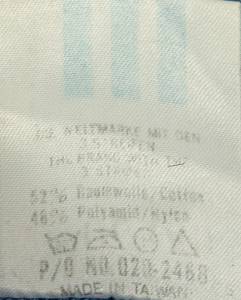 DIE WELTMARKE MIT DEN
3 STREIFEN
THE BRAND WITH THE
3 STRIPES
52% Baumwolle/Cotton
48% Polyamid/Nylon
P/O NO. 020-2468
MADE IN TAIWAN